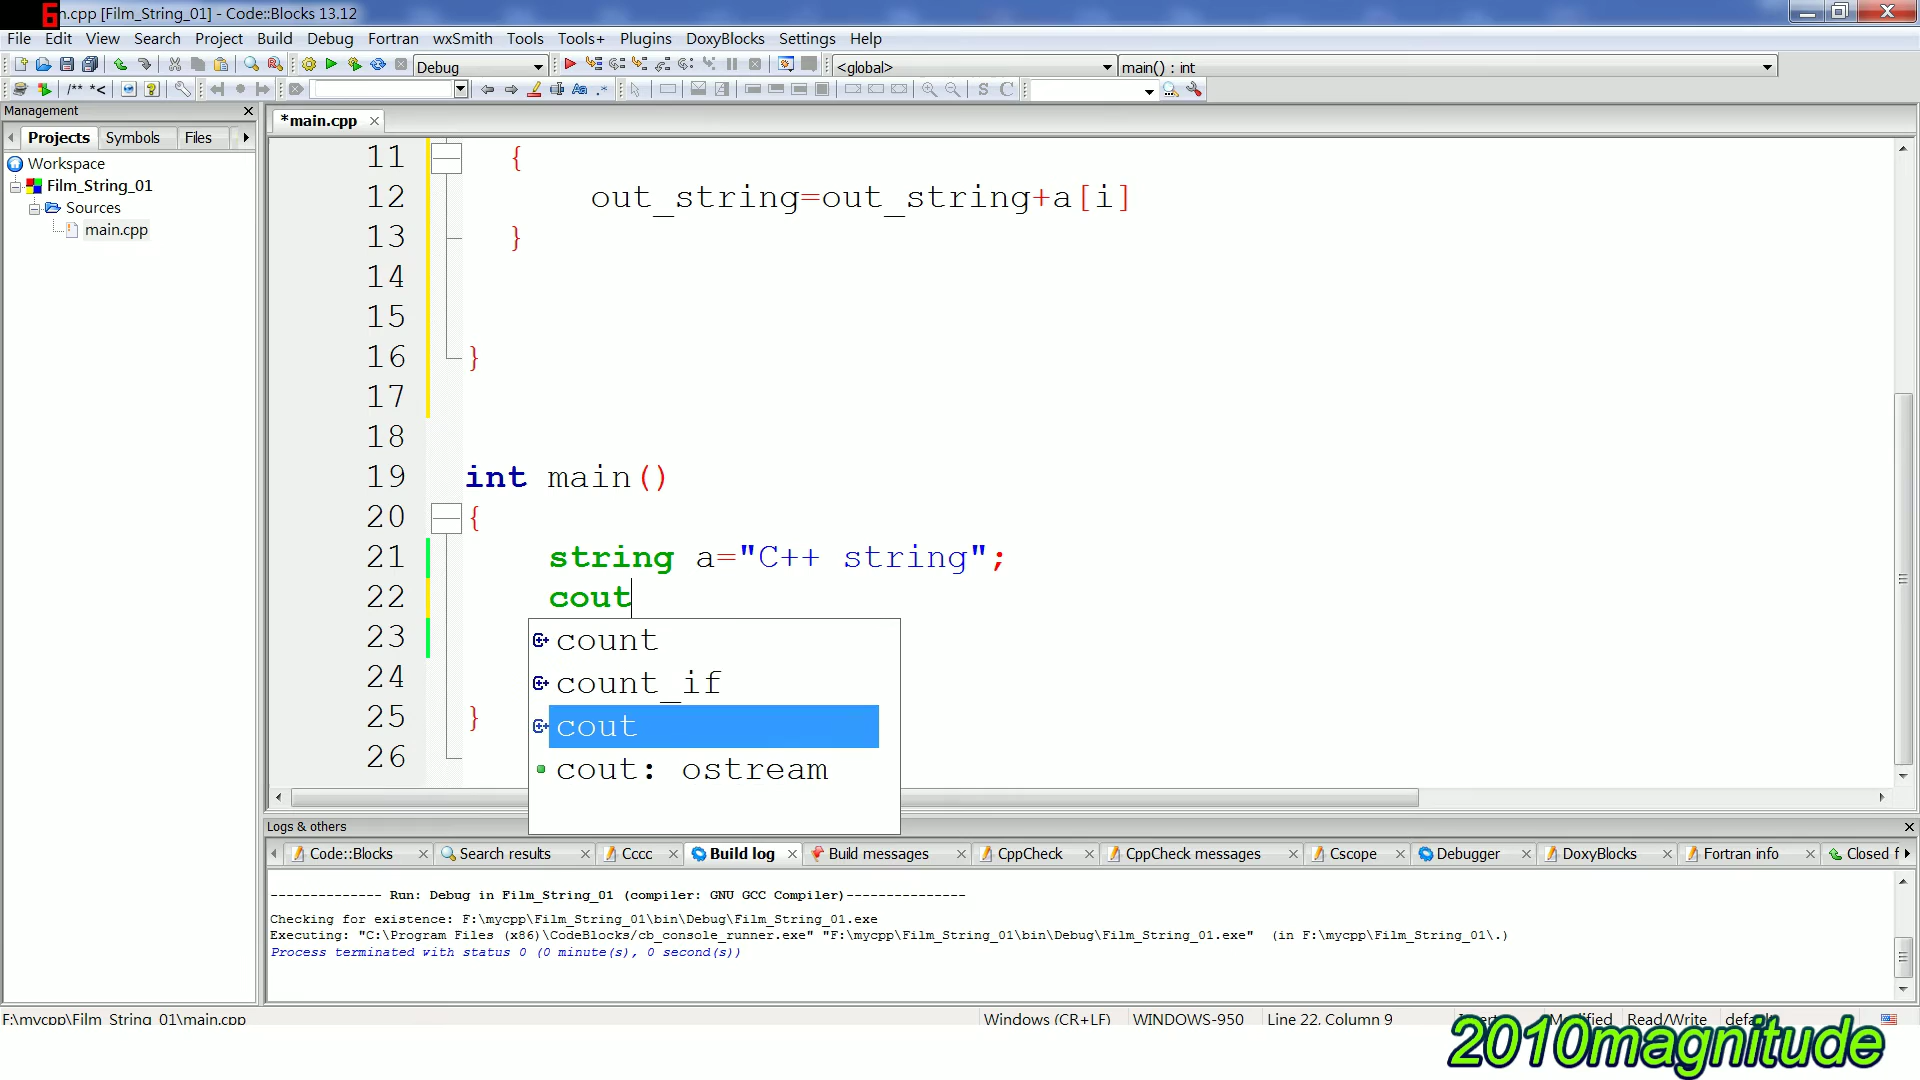 6n.cpp [Film_String_01] - Code::Blocks 13.12
File Edit View Search Project Build Debug Fortran wxSmith Tools Tools+ Plugins DoxyBlocks Settings Help
Debug <global> main() : int
/** *<
Management
*main.cpp
Projects Symbols Files
Workspace
Film_String_01
Sources
main.cpp
11 {
12 out_string=out_string+a[i]
13 }
14
15
16 }
17
18
19 int main()
20 {
21 string a="C++ string";
22 cout
23
24
25 }
26
count
count_if
cout
cout: ostream
Logs & others
Code::Blocks Search results Cccc Build log Build messages CppCheck CppCheck messages Cscope Debugger DoxyBlocks Fortran info Closed f
-------------- Run: Debug in Film_String_01 (compiler: GNU GCC Compiler)---------------
Checking for existence: F:\mycpp\Film_String_01\bin\Debug\Film_String_01.exe
Executing: "C:\Program Files (x86)\CodeBlocks/cb_console_runner.exe" "F:\mycpp\Film_String_01\bin\Debug\Film_String_01.exe"  (in F:\mycpp\Film_String_01\.)
Process terminated with status 0 (0 minute(s), 0 second(s))
F:\mycpp\Film_String_01\main.cpp Windows (CR+LF) WINDOWS-950 Line 22, Column 9 Modified Read/Write
2010magnitude